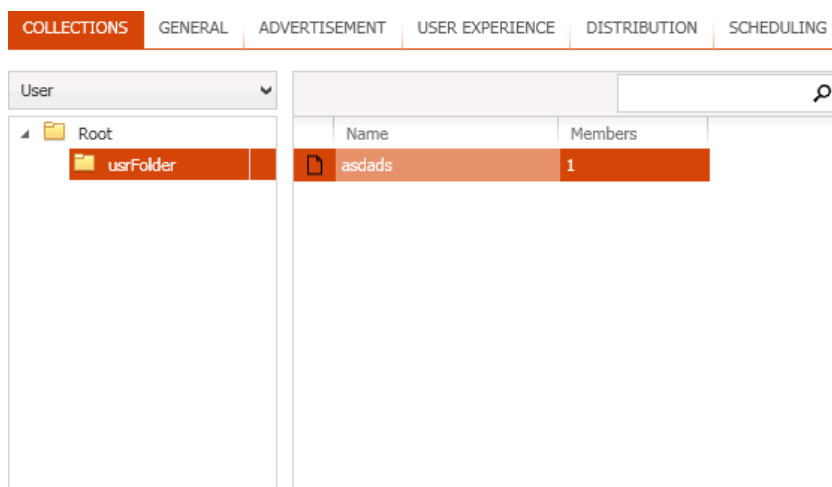 COLLECTIONS GENERAL ADVERTISEMENT USER EXPERIENCE DISTRIBUTION SCHEDULING
User
Root
usrFolder
Name Members
asdads 1